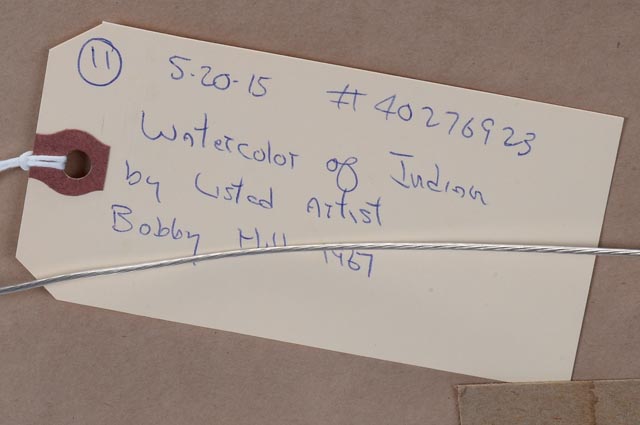 11 5-20-15 # 40276923
Watercolor of Indian
by Listed Artist
Bobby Hill 1967